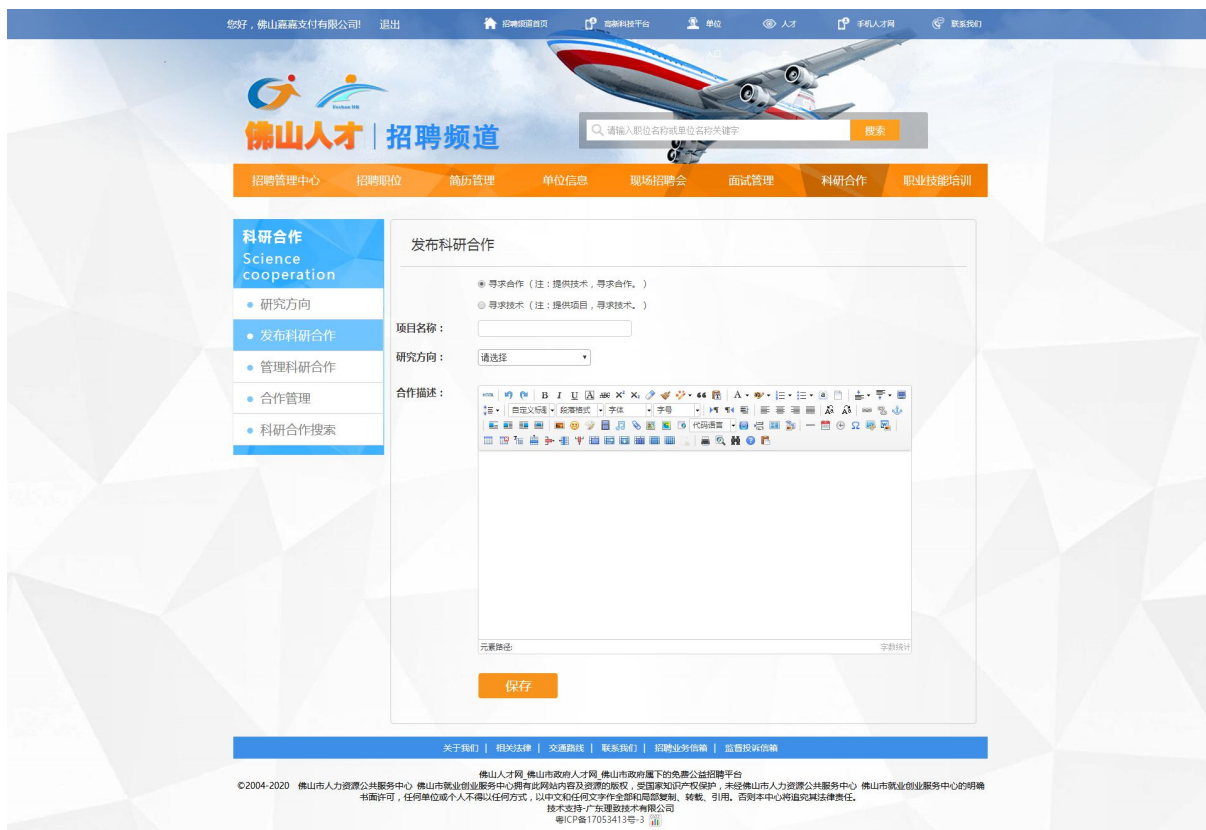 您好，佛山嘉嘉支付有限公司! 退出 招聘频道首页 高新科技平台 单位 人才 手机人才网 联系我们
Foshan HR
佛山人才 | 招聘频道
请输入职位名称或单位名称关键字 搜索
招聘管理中心 招聘职位 简历管理 单位信息 现场招聘会 面试管理 科研合作 职业技能培训
科研合作
Science
cooperation
研究方向
发布科研合作
管理科研合作
合作管理
科研合作搜索
发布科研合作
寻求合作（注：提供技术，寻求合作。）
寻求技术（注：提供项目，寻求技术。）
项目名称：
研究方向： 请选择
合作描述：
自定义标题 段落格式 字体 字号
代码语言
元素路径: 字数统计
保存
关于我们 | 相关法律 | 交通路线 | 联系我们 | 招聘业务信箱 | 监督投诉信箱
佛山人才网_佛山市政府人才网_佛山市政府属下的免费公益招聘平台
©2004-2020 佛山市人力资源公共服务中心 佛山市就业创业服务中心拥有此网站内容及资源的版权，受国家知识产权保护，未经佛山市人力资源公共服务中心 佛山市就业创业服务中心的明确
书面许可，任何单位或个人不得以任何方式，以中文和任何文字作全部和局部复制、转载、引用。否则本中心将追究其法律责任。
技术支持-广东理致技术有限公司
粤ICP备17053413号-3